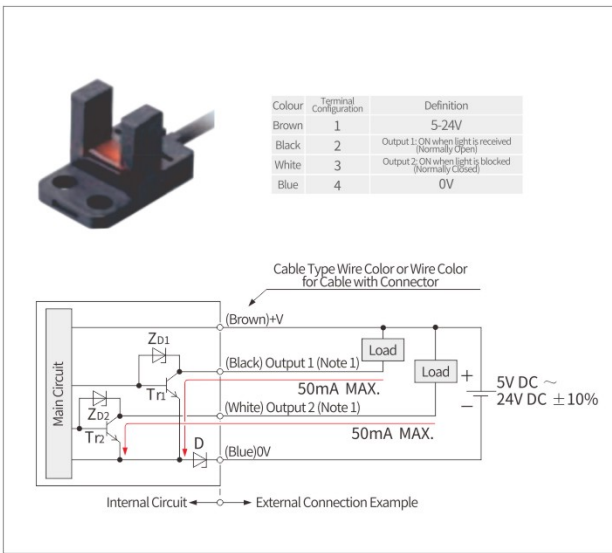 Colour Terminal Configuration Definition
Brown 1 5-24V
Black 2 Output 1: ON when light is received (Normally Open)
White 3 Output 2: ON when light is blocked (Normally Closed)
Blue 4 0V
Cable Type Wire Color or Wire Color
for Cable with Connector
(Brown)+V
ZD1
(Black) Output 1 (Note 1)
Load
Load
Tr1
50mA MAX.
+
−
5V DC ～
24V DC ±10%
Main Circuit
ZD2
(White) Output 2 (Note 1)
Tr2
50mA MAX.
D
(Blue)0V
Internal Circuit
External Connection Example